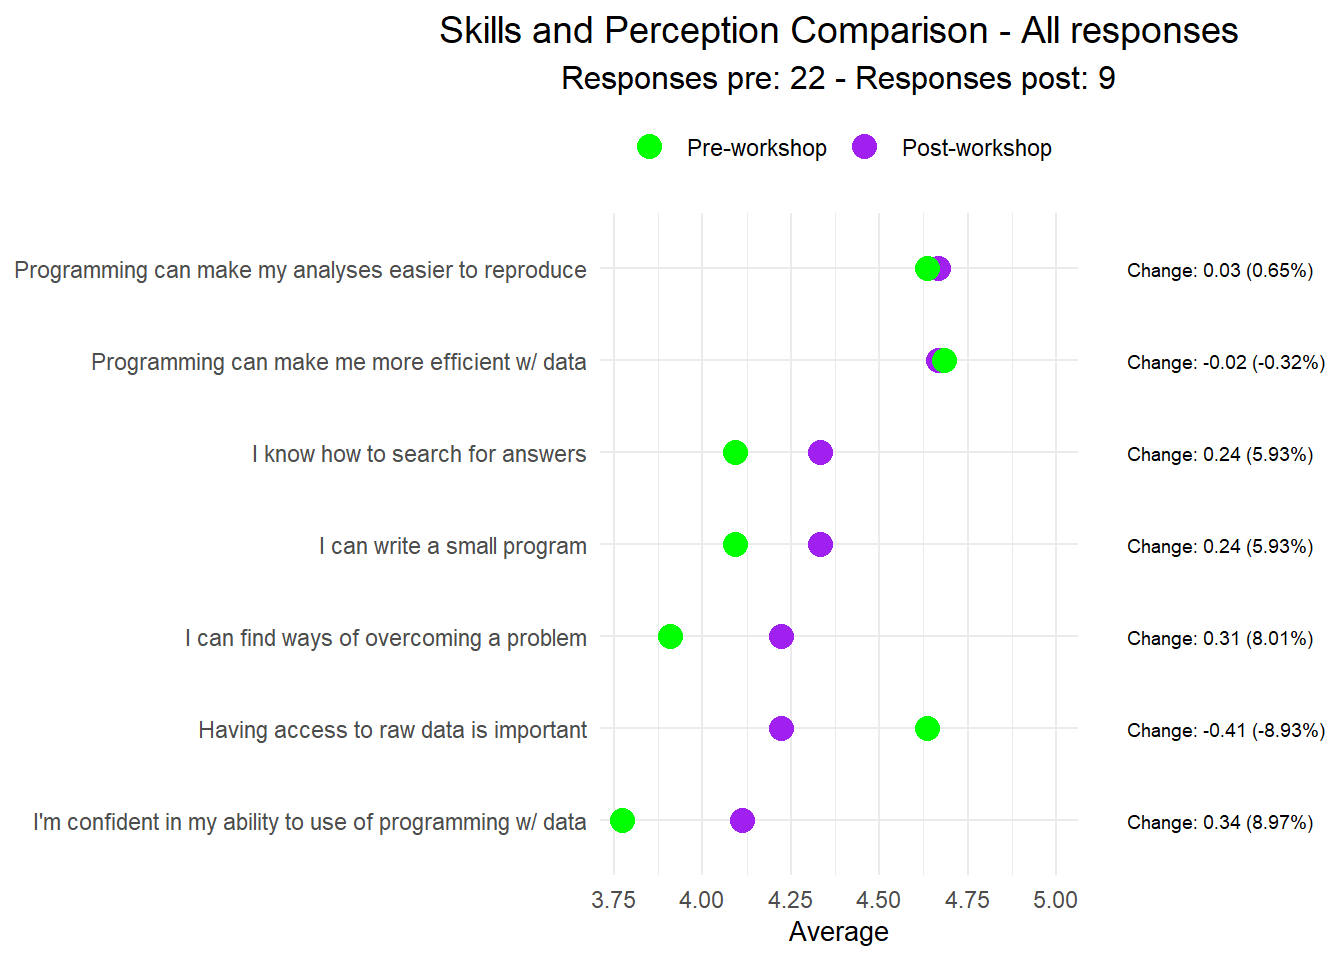 Skills and Perception Comparison - All responses
Responses pre: 22 - Responses post: 9
Pre-workshop Post-workshop
Programming can make my analyses easier to reproduce Change: 0.03 (0.65%)
Programming can make me more efficient w/ data Change: -0.02 (-0.32%)
I know how to search for answers Change: 0.24 (5.93%)
I can write a small program Change: 0.24 (5.93%)
I can find ways of overcoming a problem Change: 0.31 (8.01%)
Having access to raw data is important Change: -0.41 (-8.93%)
I'm confident in my ability to use of programming w/ data Change: 0.34 (8.97%)
3.75 4.00 4.25 4.50 4.75 5.00
Average